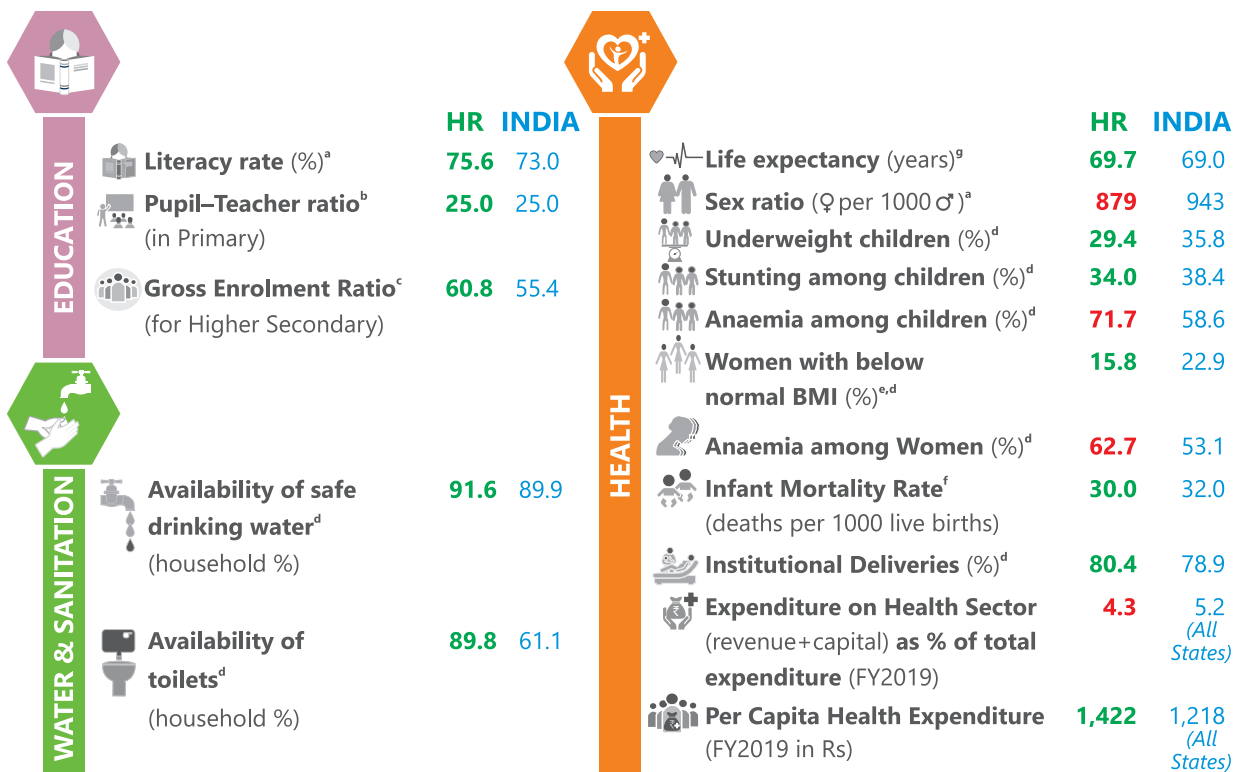 HR INDIA
EDUCATION
Literacy rate (%)ᵃ 75.6 73.0
Pupil–Teacher ratioᵇ 25.0 25.0
(in Primary)
Gross Enrolment Ratioᶜ 60.8 55.4
(for Higher Secondary)
WATER & SANITATION
Availability of safe 91.6 89.9
drinking waterᵈ
(household %)
Availability of 89.8 61.1
toiletsᵈ
(household %)
HR INDIA
HEALTH
Life expectancy (years)ᵍ 69.7 69.0
Sex ratio (♀ per 1000 ♂)ᵃ 879 943
Underweight children (%)ᵈ 29.4 35.8
Stunting among children (%)ᵈ 34.0 38.4
Anaemia among children (%)ᵈ 71.7 58.6
Women with below 15.8 22.9
normal BMI (%)ᵉ,ᵈ
Anaemia among Women (%)ᵈ 62.7 53.1
Infant Mortality Rateᶠ 30.0 32.0
(deaths per 1000 live births)
Institutional Deliveries (%)ᵈ 80.4 78.9
Expenditure on Health Sector 4.3 5.2
(revenue+capital) as % of total (All
expenditure (FY2019) States)
Per Capita Health Expenditure 1,422 1,218
(FY2019 in Rs) (All
States)